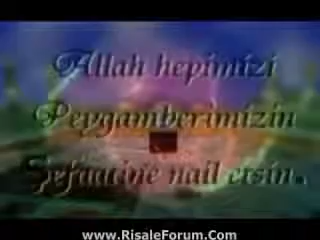 Allah hepimizi
Peygamberimizin
Şefaatine nail etsin.
www.RisaleForum.Com